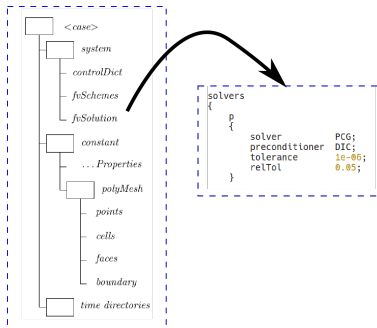 <case>
system
controlDict
fvSchemes
fvSolution
constant
...Properties
polyMesh
points
cells
faces
boundary
time directories
solvers
{
p
{
solver PCG;
preconditioner DIC;
tolerance 1e-06;
relTol 0.05;
}